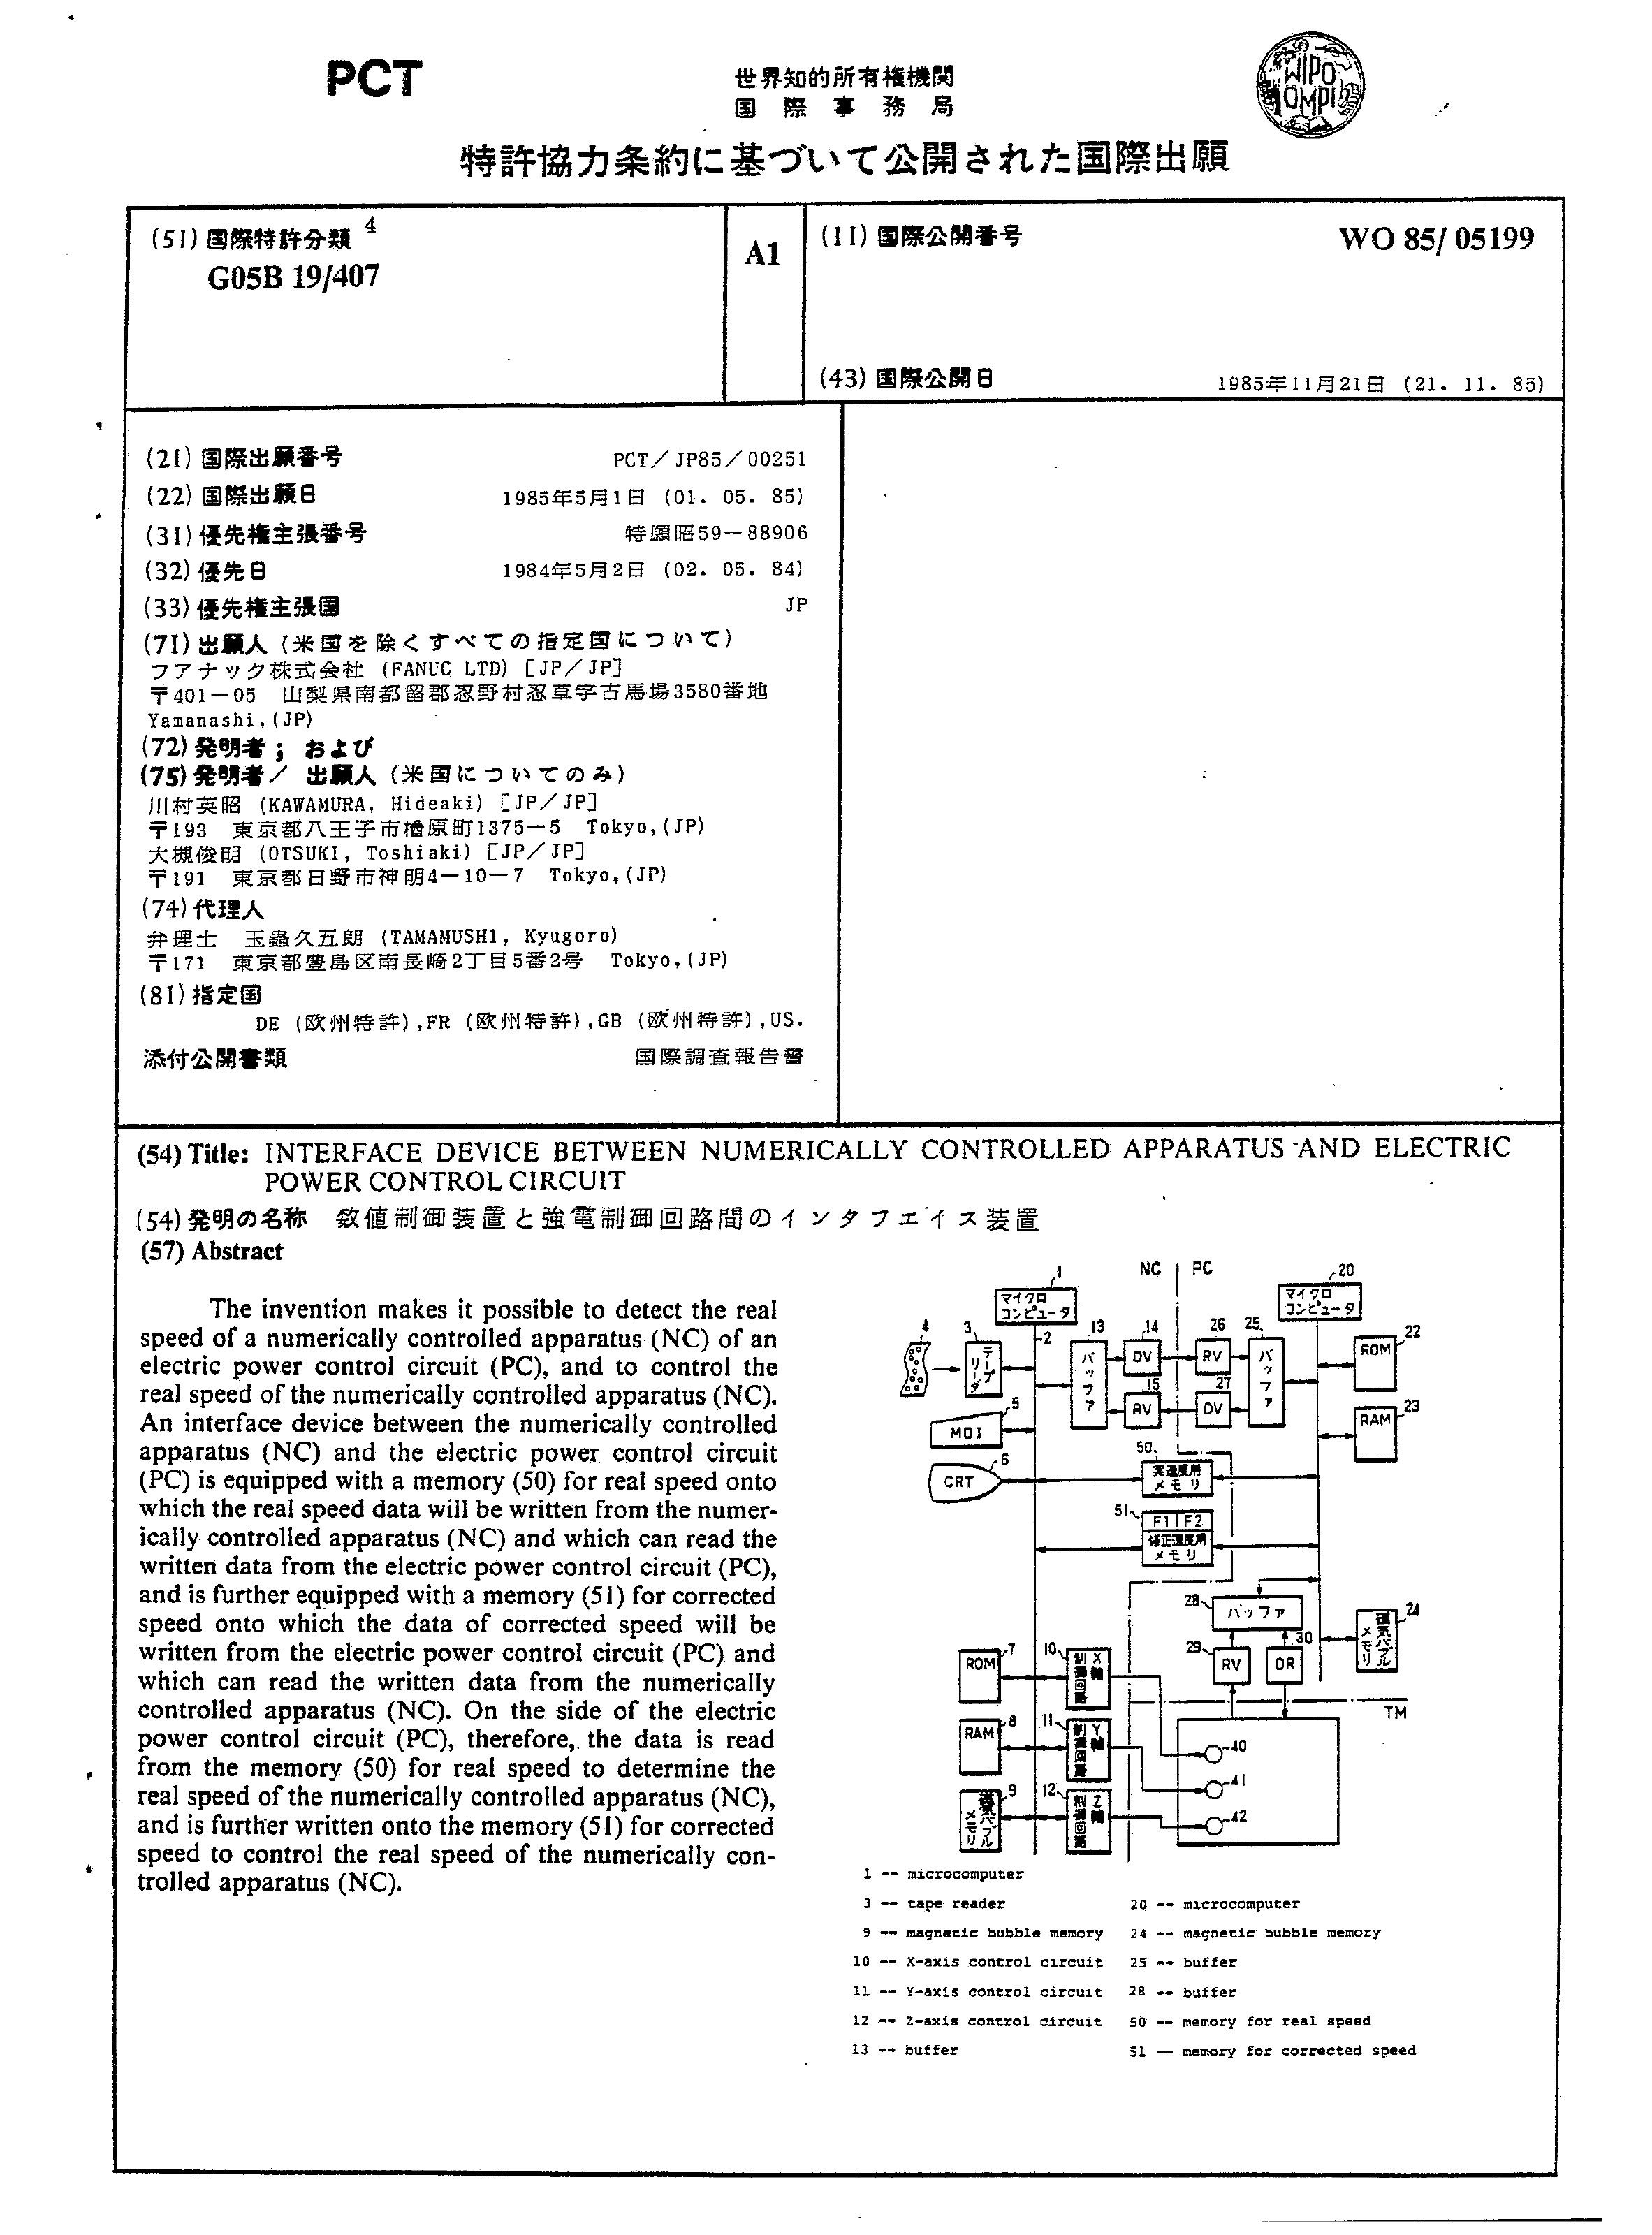 PCT
世界知的所有権機関
国際事務局
WIPO
OMPI
特許協力条約に基づいて公開された国際出願
(51) 国際特許分類 4
G05B 19/407
A1
(11) 国際公開番号 WO 85/ 05199
(43) 国際公開日 1985年11月21日 (21. 11. 85)
(21) 国際出願番号 PCT/JP85/00251
(22) 国際出願日 1985年5月1日 (01. 05. 85)
(31) 優先権主張番号 特願昭59-88906
(32) 優先日 1984年5月2日 (02. 05. 84)
(33) 優先権主張国 JP
(71) 出願人 (米国を除くすべての指定国について)
フアナック株式会社 (FANUC LTD) [JP/JP]
〒401-05 山梨県南都留郡忍野村忍草字古馬場3580番地
Yamanashi, (JP)
(72) 発明者; および
(75) 発明者/ 出願人 (米国についてのみ)
川村英昭 (KAWAMURA, Hideaki) [JP/JP]
〒193 東京都八王子市楢原町1375-5 Tokyo, (JP)
大槻俊明 (OTSUKI, Toshiaki) [JP/JP]
〒191 東京都日野市神明4-10-7 Tokyo, (JP)
(74) 代理人
弁理士 玉蟲久五朗 (TAMAMUSHI, Kyugoro)
〒171 東京都豊島区南長崎2丁目5番2号 Tokyo, (JP)
(81) 指定国
DE (欧州特許), FR (欧州特許), GB (欧州特許), US.
添付公開書類 国際調査報告書
(54) Title: INTERFACE DEVICE BETWEEN NUMERICALLY CONTROLLED APPARATUS AND ELECTRIC
POWER CONTROL CIRCUIT
(54) 発明の名称 数値制御装置と強電制御回路間のインタフェイス装置
(57) Abstract
The invention makes it possible to detect the real
speed of a numerically controlled apparatus (NC) of an
electric power control circuit (PC), and to control the
real speed of the numerically controlled apparatus (NC).
An interface device between the numerically controlled
apparatus (NC) and the electric power control circuit
(PC) is equipped with a memory (50) for real speed onto
which the real speed data will be written from the numer-
ically controlled apparatus (NC) and which can read the
written data from the electric power control circuit (PC),
and is further equipped with a memory (51) for corrected
speed onto which the data of corrected speed will be
written from the electric power control circuit (PC) and
which can read the written data from the numerically
controlled apparatus (NC). On the side of the electric
power control circuit (PC), therefore, the data is read
from the memory (50) for real speed to determine the
real speed of the numerically controlled apparatus (NC),
and is further written onto the memory (51) for corrected
speed to control the real speed of the numerically con-
trolled apparatus (NC).
NC PC
1 20
マイクロ
コンピュータ
マイクロ
コンピュータ
4 3 2 13 14 26 25 22
テープリーダ
バッファ
DV
RV
バッファ
ROM
15 27 23
RV
DV
RAM
5
MDI
6
CRT
50
実速度用
メモリ
51
F1 F2
修正速度用
メモリ
28
バッファ
24
磁気バブルメモリ
29 30
RV
DR
TM
7
ROM
10
X軸制御回路
8
RAM
11
Y軸制御回路
9
磁気バブルメモリ
12
Z軸制御回路
40
41
42
1 -- microcomputer
3 -- tape reader
9 -- magnetic bubble memory
10 -- X-axis control circuit
11 -- Y-axis control circuit
12 -- Z-axis control circuit
13 -- buffer
20 -- microcomputer
24 -- magnetic bubble memory
25 -- buffer
28 -- buffer
50 -- memory for real speed
51 -- memory for corrected speed